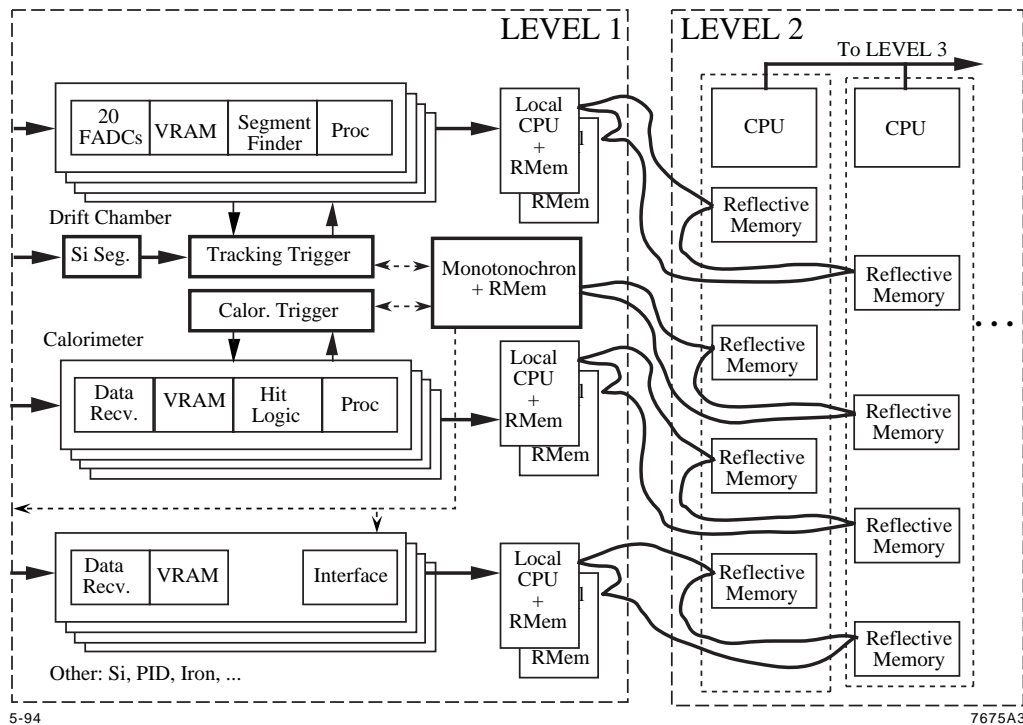 LEVEL 1
LEVEL 2
To LEVEL 3
20
FADCs
VRAM
Segment
Finder
Proc
Local
CPU
+
RMem
l
RMem
CPU
CPU
Reflective
Memory
Drift Chamber
Si Seg.
Tracking Trigger
Monotonochron
+ RMem
Reflective
Memory
Calor. Trigger
Calorimeter
Reflective
Memory
Data
Recv.
VRAM
Hit
Logic
Proc
Local
CPU
+
RMem
l
RMem
Reflective
Memory
Reflective
Memory
Reflective
Memory
Data
Recv.
VRAM
Interface
Local
CPU
+
RMem
l
RMem
Reflective
Memory
Reflective
Memory
Other: Si, PID, Iron, ...
. . .
5-94
7675A3